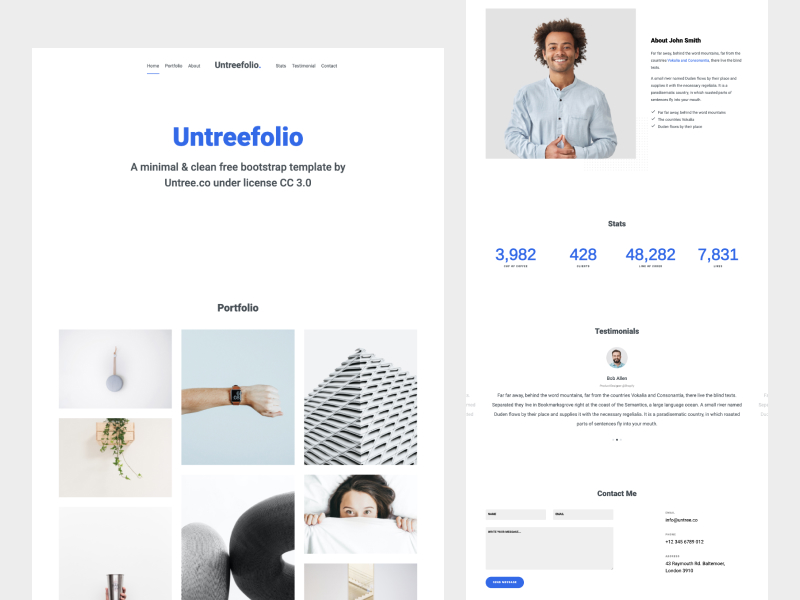 Home Portfolio About Untreefolio. Stats Testimonial Contact
Untreefolio
A minimal & clean free bootstrap template by
Untree.co under license CC 3.0
Portfolio
About John Smith
Far far away, behind the word mountains, far from the
countries Vokalia and Consonantia, there live the blind
texts.
A small river named Duden flows by their place and
supplies it with the necessary regelialia. It is a
paradisematic country, in which roasted parts of
sentences fly into your mouth.
Far far away, behind the word mountains
The countries Vokalia
Duden flows by their place
Stats
3,982 428 48,282 7,831
CUP OF COFFEE CLIENTS LINE OF CODES LIKES
Testimonials
Bob Allen
Far far away, behind the word mountains, far from the countries Vokalia and Consonantia, there live the blind texts.
Separated they live in Bookmarksgrove right at the coast of the Semantics, a large language ocean. A small river named
Duden flows by their place and supplies it with the necessary regelialia. It is a paradisematic country, in which roasted
parts of sentences fly into your mouth.
Contact Me
NAME EMAIL
WRITE YOUR MESSAGE...
SEND MESSAGE
EMAIL
info@untree.co
PHONE
+12 345 6789 012
ADDRESS
43 Raymouth Rd. Baltemoer,
London 3910